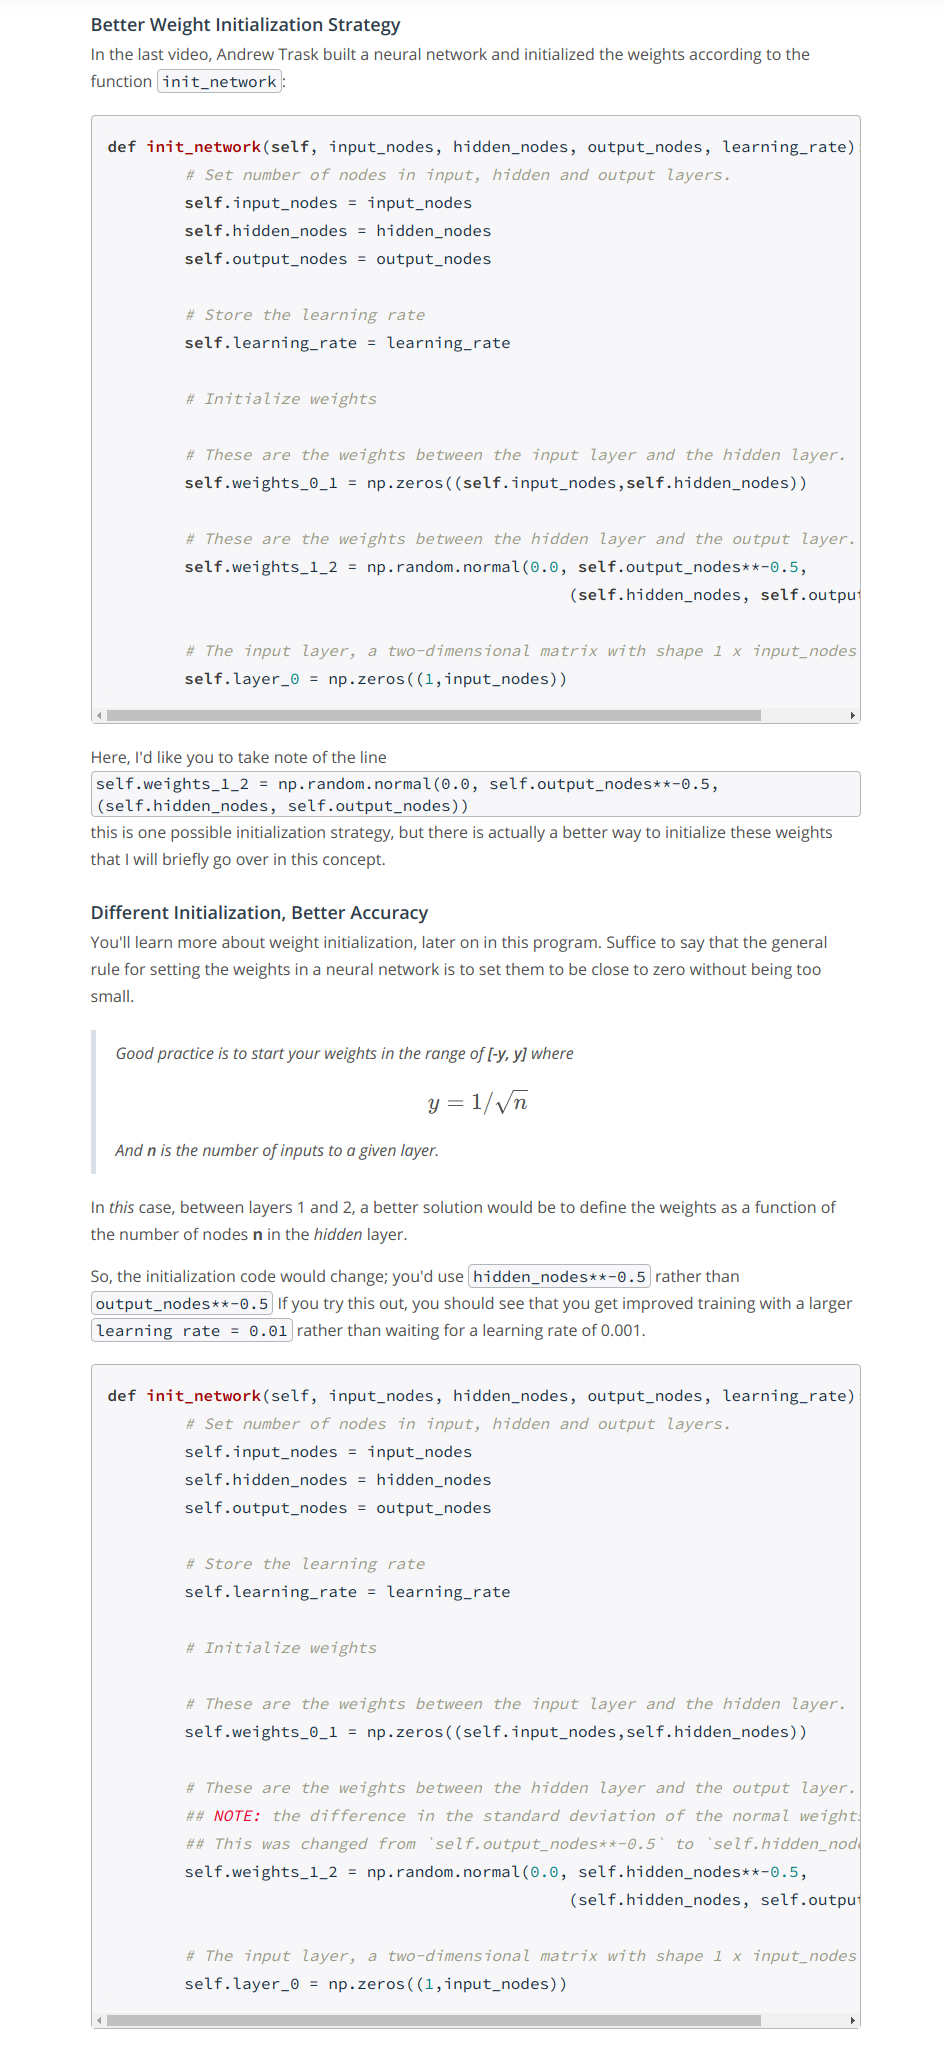 Better Weight Initialization Strategy
In the last video, Andrew Trask built a neural network and initialized the weights according to the
function init_network:
def init_network(self, input_nodes, hidden_nodes, output_nodes, learning_rate):
# Set number of nodes in input, hidden and output layers.
self.input_nodes = input_nodes
self.hidden_nodes = hidden_nodes
self.output_nodes = output_nodes
# Store the learning rate
self.learning_rate = learning_rate
# Initialize weights
# These are the weights between the input layer and the hidden layer.
self.weights_0_1 = np.zeros((self.input_nodes,self.hidden_nodes))
# These are the weights between the hidden layer and the output layer.
self.weights_1_2 = np.random.normal(0.0, self.output_nodes**-0.5,
(self.hidden_nodes, self.outpu
# The input layer, a two-dimensional matrix with shape 1 x input_nodes
self.layer_0 = np.zeros((1,input_nodes))
Here, I'd like you to take note of the line
self.weights_1_2 = np.random.normal(0.0, self.output_nodes**-0.5,
(self.hidden_nodes, self.output_nodes))
this is one possible initialization strategy, but there is actually a better way to initialize these weights
that I will briefly go over in this concept.
Different Initialization, Better Accuracy
You'll learn more about weight initialization, later on in this program. Suffice to say that the general
rule for setting the weights in a neural network is to set them to be close to zero without being too
small.
Good practice is to start your weights in the range of [-y, y] where
y = 1/√n
And n is the number of inputs to a given layer.
In this case, between layers 1 and 2, a better solution would be to define the weights as a function of
the number of nodes n in the hidden layer.
So, the initialization code would change; you'd use hidden_nodes**-0.5 rather than
output_nodes**-0.5 If you try this out, you should see that you get improved training with a larger
learning rate = 0.01 rather than waiting for a learning rate of 0.001.
def init_network(self, input_nodes, hidden_nodes, output_nodes, learning_rate):
# Set number of nodes in input, hidden and output layers.
self.input_nodes = input_nodes
self.hidden_nodes = hidden_nodes
self.output_nodes = output_nodes
# Store the learning rate
self.learning_rate = learning_rate
# Initialize weights
# These are the weights between the input layer and the hidden layer.
self.weights_0_1 = np.zeros((self.input_nodes,self.hidden_nodes))
# These are the weights between the hidden layer and the output layer.
## NOTE: the difference in the standard deviation of the normal weight
## This was changed from `self.output_nodes**-0.5` to `self.hidden_nod
self.weights_1_2 = np.random.normal(0.0, self.hidden_nodes**-0.5,
(self.hidden_nodes, self.outpu
# The input layer, a two-dimensional matrix with shape 1 x input_nodes
self.layer_0 = np.zeros((1,input_nodes))